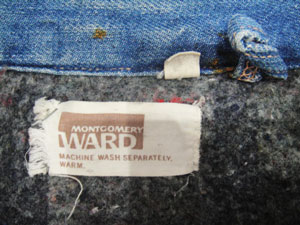 MONTGOMERY
WARD
MACHINE WASH SEPARATELY,
WARM.